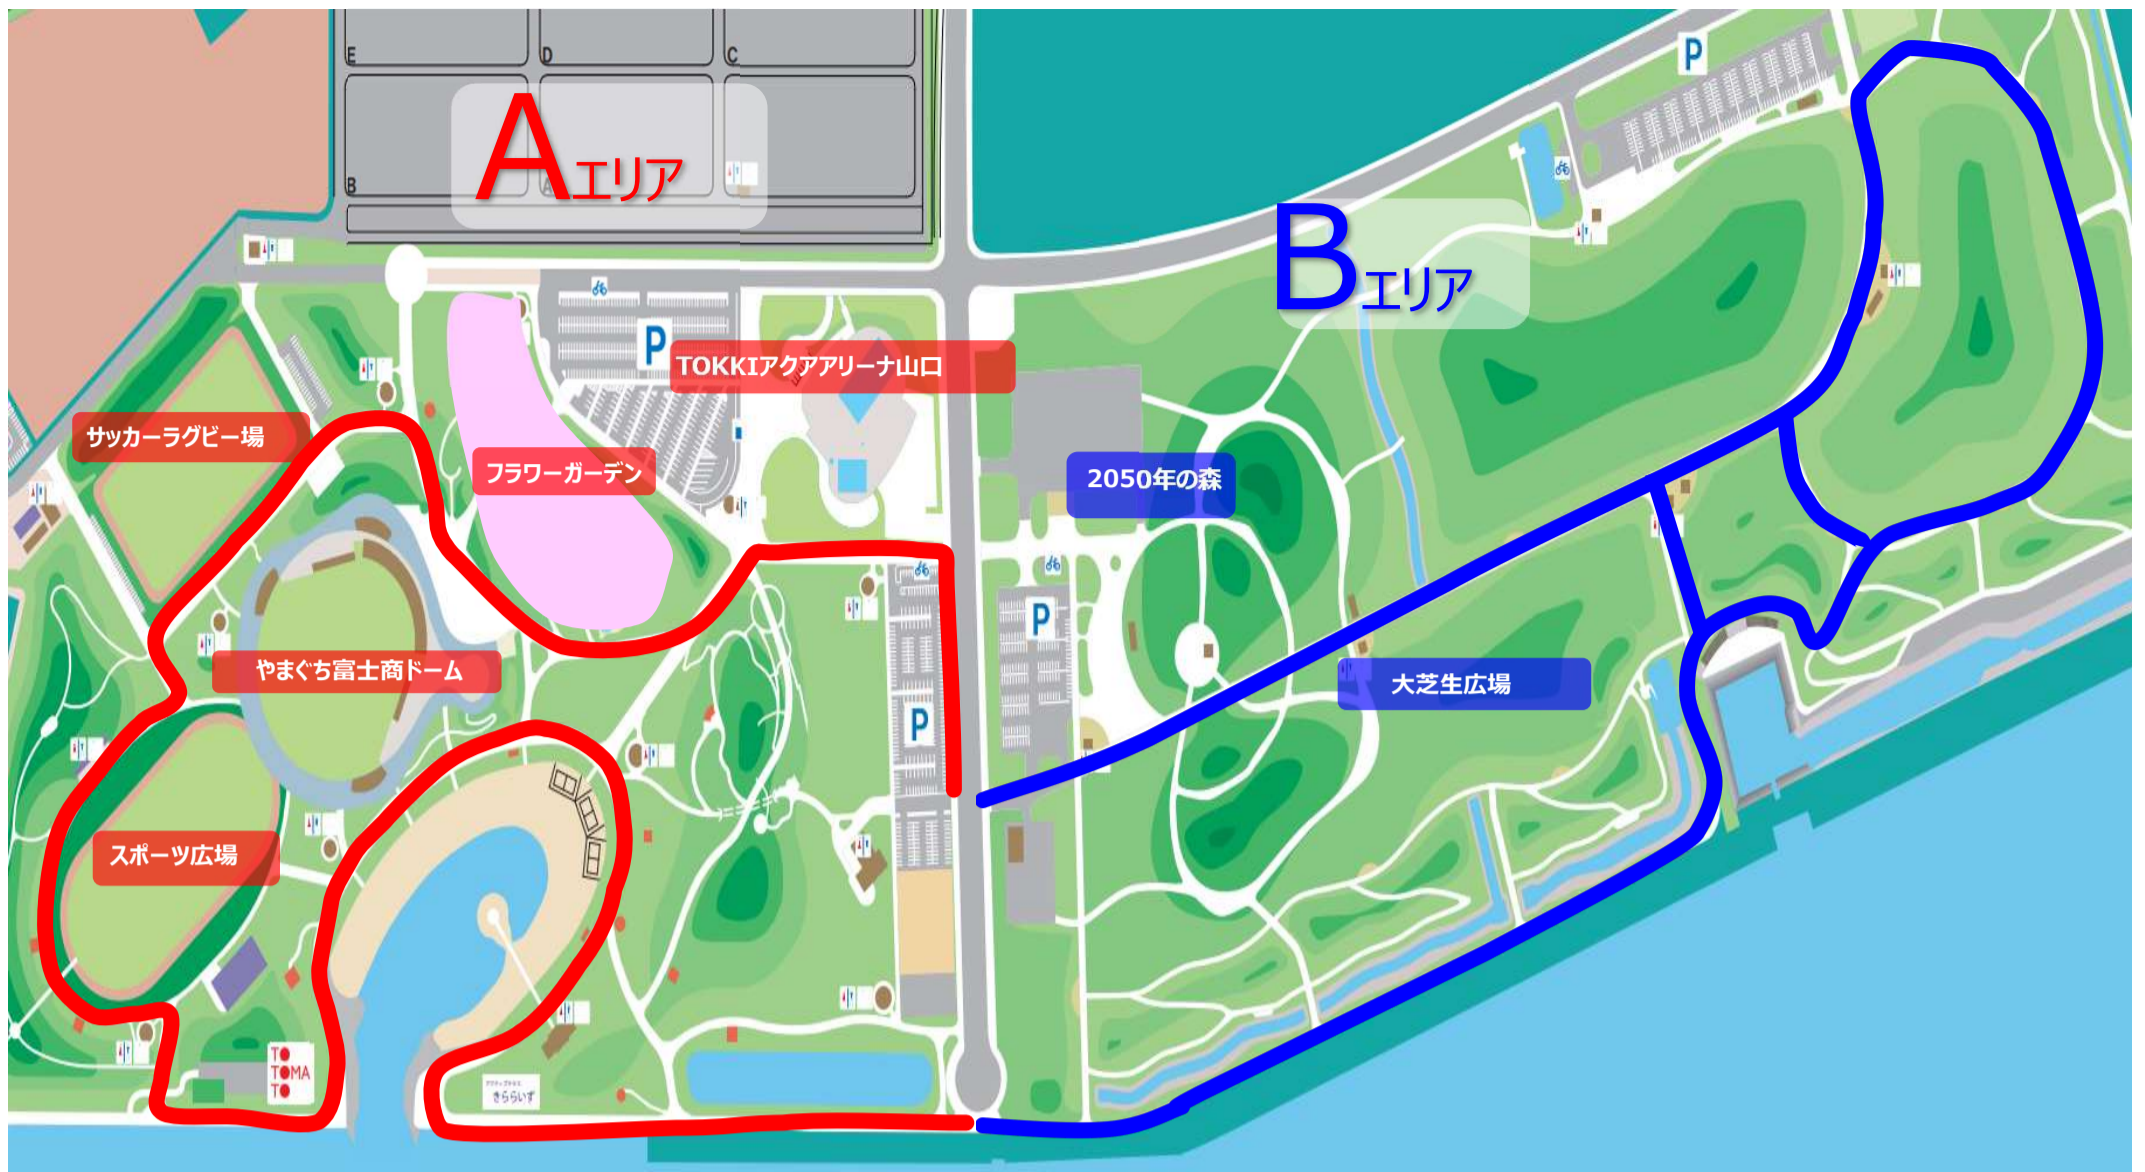 E
D
C
P
Aエリア
B
A
Bエリア
P
TOKKIアクアアリーナ山口
サッカーラグビー場
フラワーガーデン
2050年の森
P
やまぐち富士商ドーム
大芝生広場
P
スポーツ広場
TO
TOMA
TO
きららいず